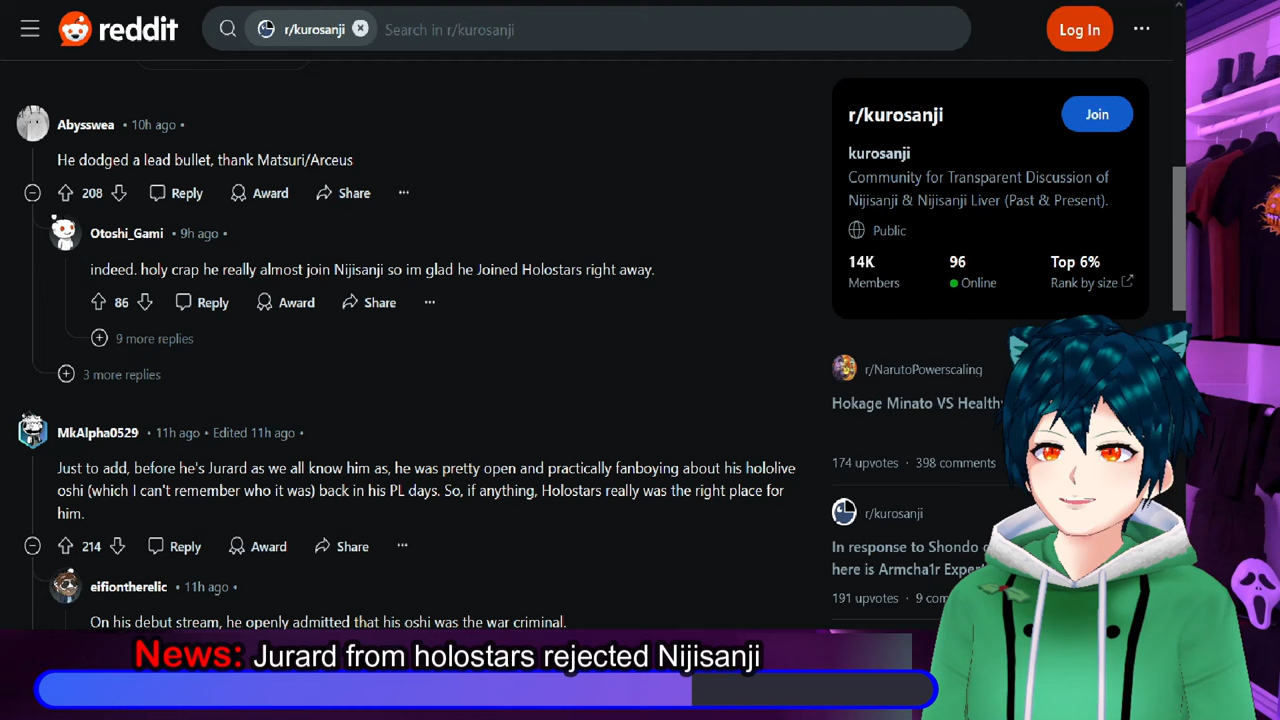 reddit
r/kurosanji
Search in r/kurosanji
Log In
Abysswea • 10h ago •
He dodged a lead bullet, thank Matsuri/Arceus
208 Reply Award Share
Otoshi_Gami • 9h ago •
indeed. holy crap he really almost join Nijisanji so im glad he Joined Holostars right away.
86 Reply Award Share
9 more replies
3 more replies
MkAlpha0529 • 11h ago • Edited 11h ago •
Just to add, before he's Jurard as we all know him as, he was pretty open and practically fanboying about his hololive
oshi (which I can't remember who it was) back in his PL days. So, if anything, Holostars really was the right place for
him.
214 Reply Award Share
eifiontherelic • 11h ago •
On his debut stream, he openly admitted that his oshi was the war criminal.
r/kurosanji
Join
kurosanji
Community for Transparent Discussion of
Nijisanji & Nijisanji Liver (Past & Present).
Public
14K 96 Top 6%
Members Online Rank by size
r/NarutoPowerscaling
Hokage Minato VS Health
174 upvotes • 398 comments
r/kurosanji
In response to Shondo
here is Armcha1r Exper
191 upvotes • 9 com
News: Jurard from holostars rejected Nijisanji